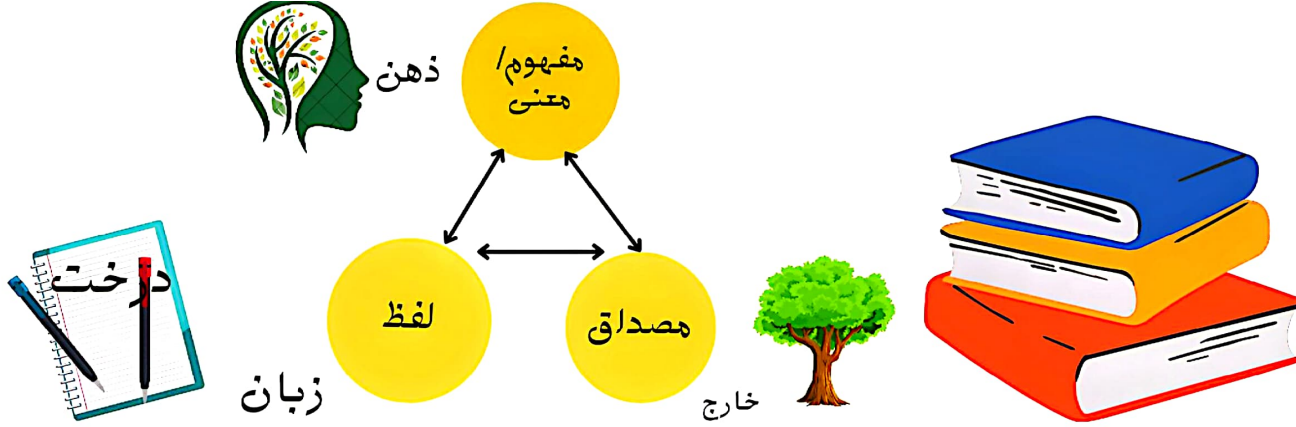 ذهن
مفهوم/
معنی
درخت
لفظ
مصداق
زبان
خارج